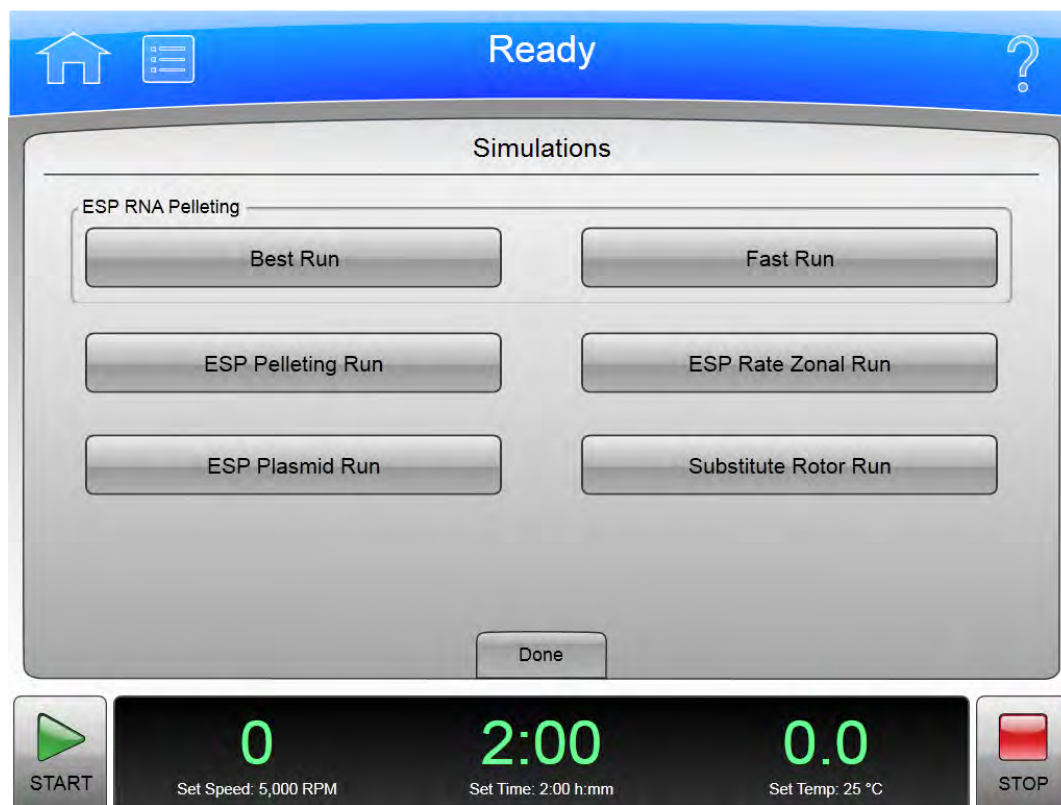 Ready
Simulations
ESP RNA Pelleting
Best Run
Fast Run
ESP Pelleting Run
ESP Rate Zonal Run
ESP Plasmid Run
Substitute Rotor Run
Done
START
0
Set Speed: 5,000 RPM
2:00
Set Time: 2:00 h:mm
0.0
Set Temp: 25 °C
STOP